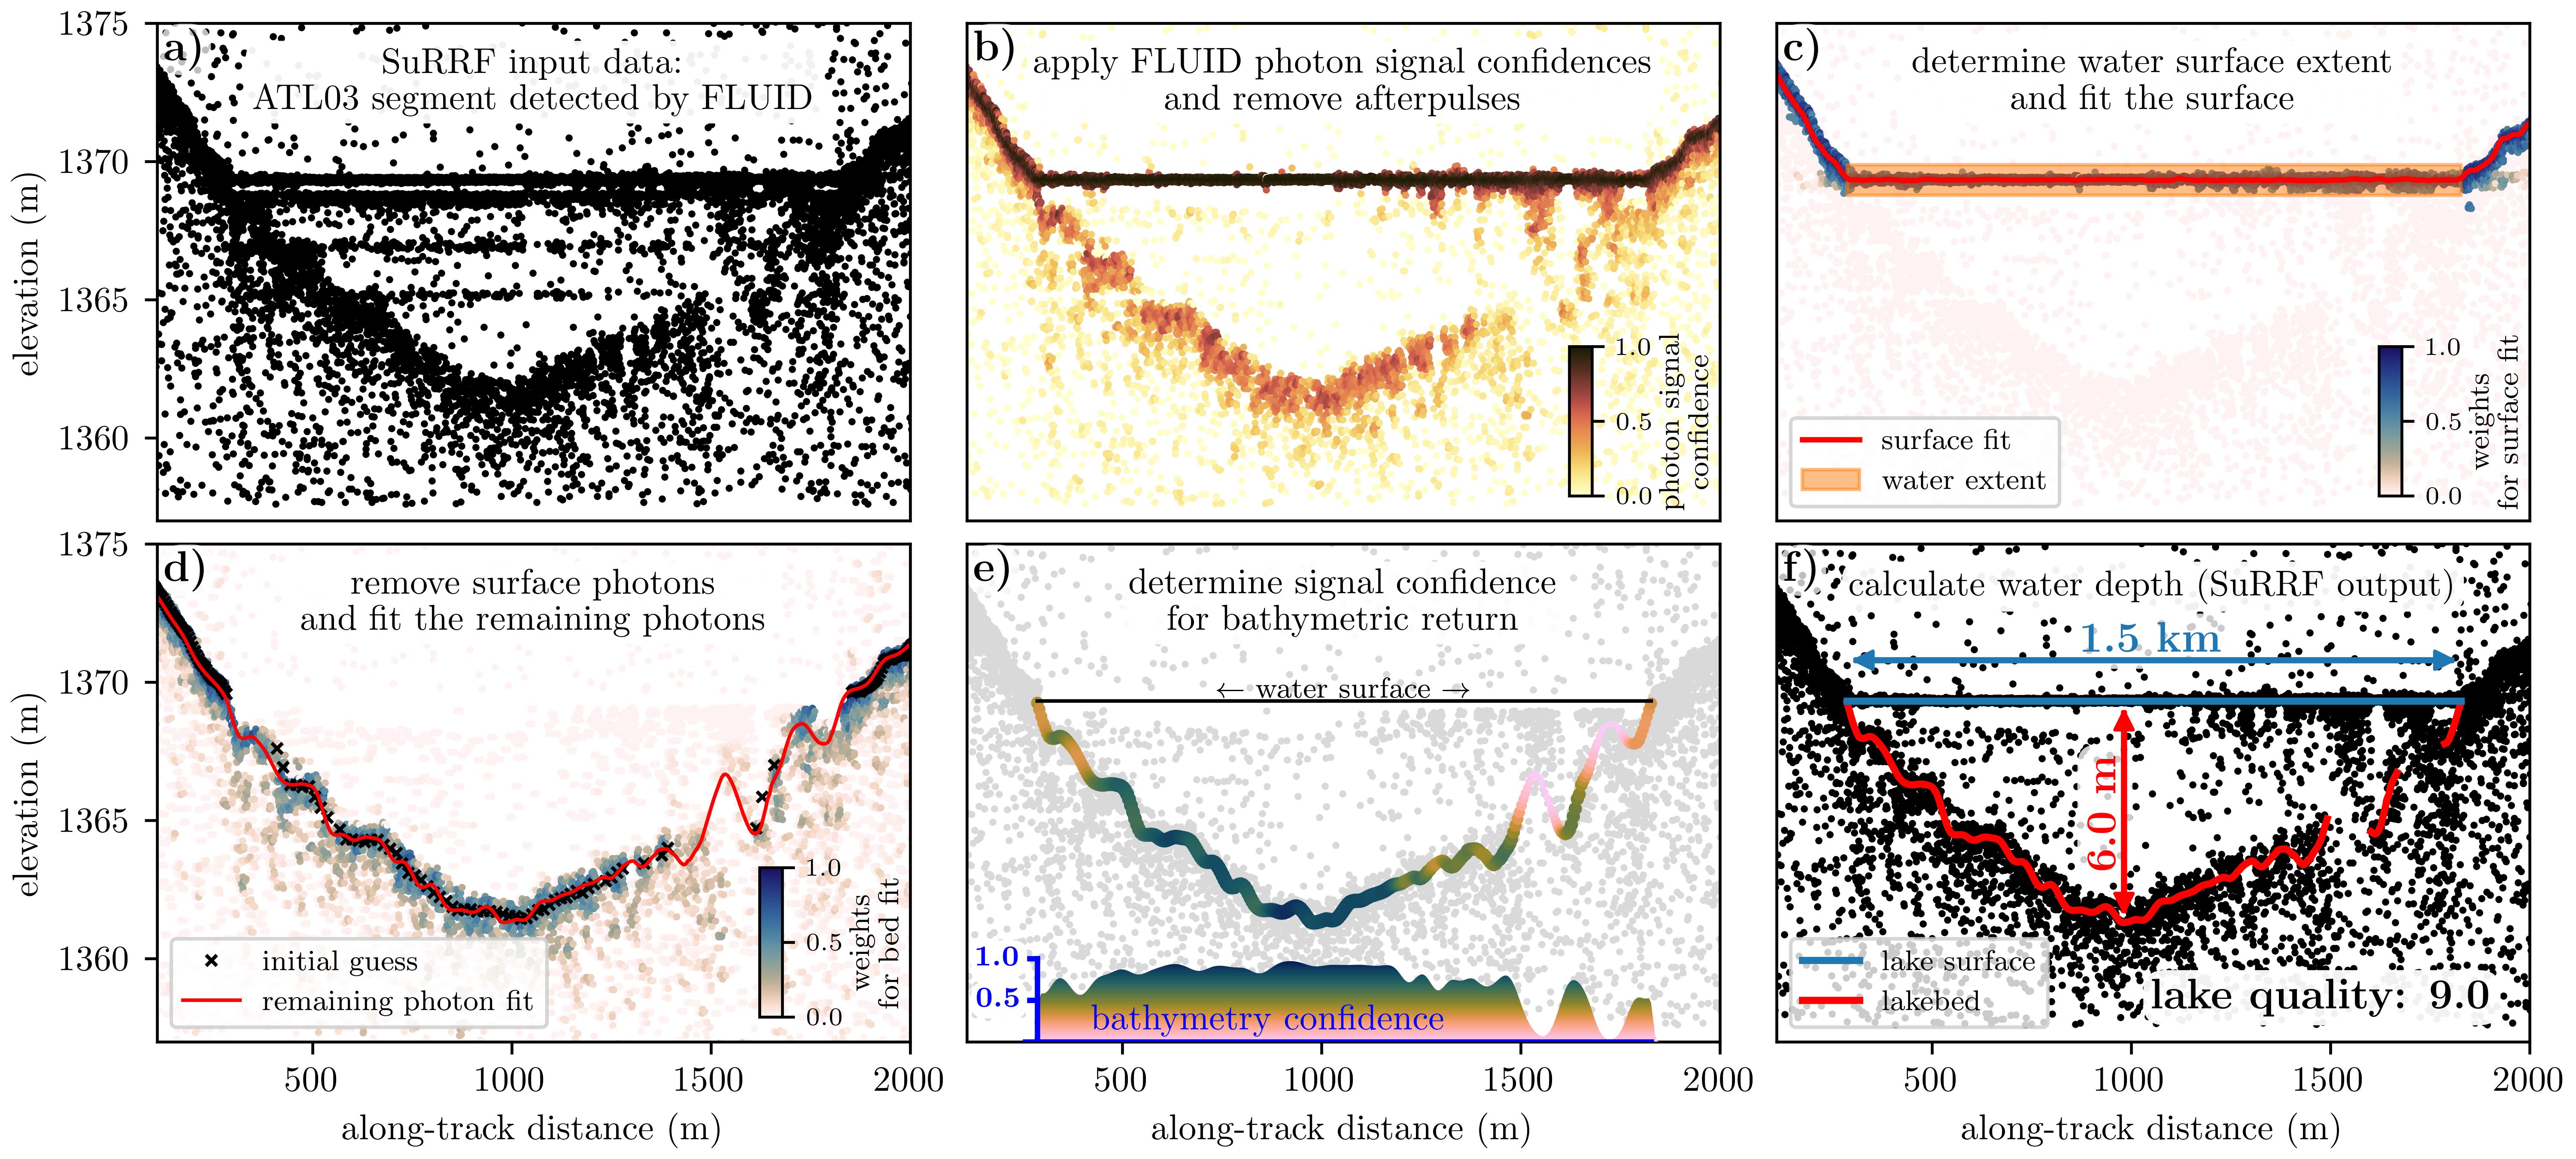 a)
SuRRF input data:
ATL03 segment detected by FLUID
1375
1370
1365
1360
elevation (m)
b)
apply FLUID photon signal confidences
and remove afterpulses
1.0
0.5
0.0
photon signal
confidence
c)
determine water surface extent
and fit the surface
surface fit
water extent
1.0
0.5
0.0
weights
for surface fit
d)
remove surface photons
and fit the remaining photons
1375
1370
1365
1360
elevation (m)
initial guess
remaining photon fit
1.0
0.5
0.0
weights
for bed fit
500
1000
1500
2000
along-track distance (m)
e)
determine signal confidence
for bathymetric return
← water surface →
1.0
0.5
bathymetry confidence
500
1000
1500
2000
along-track distance (m)
f)
calculate water depth (SuRRF output)
1.5 km
6.0 m
lake surface
lakebed
lake quality: 9.0
500
1000
1500
2000
along-track distance (m)